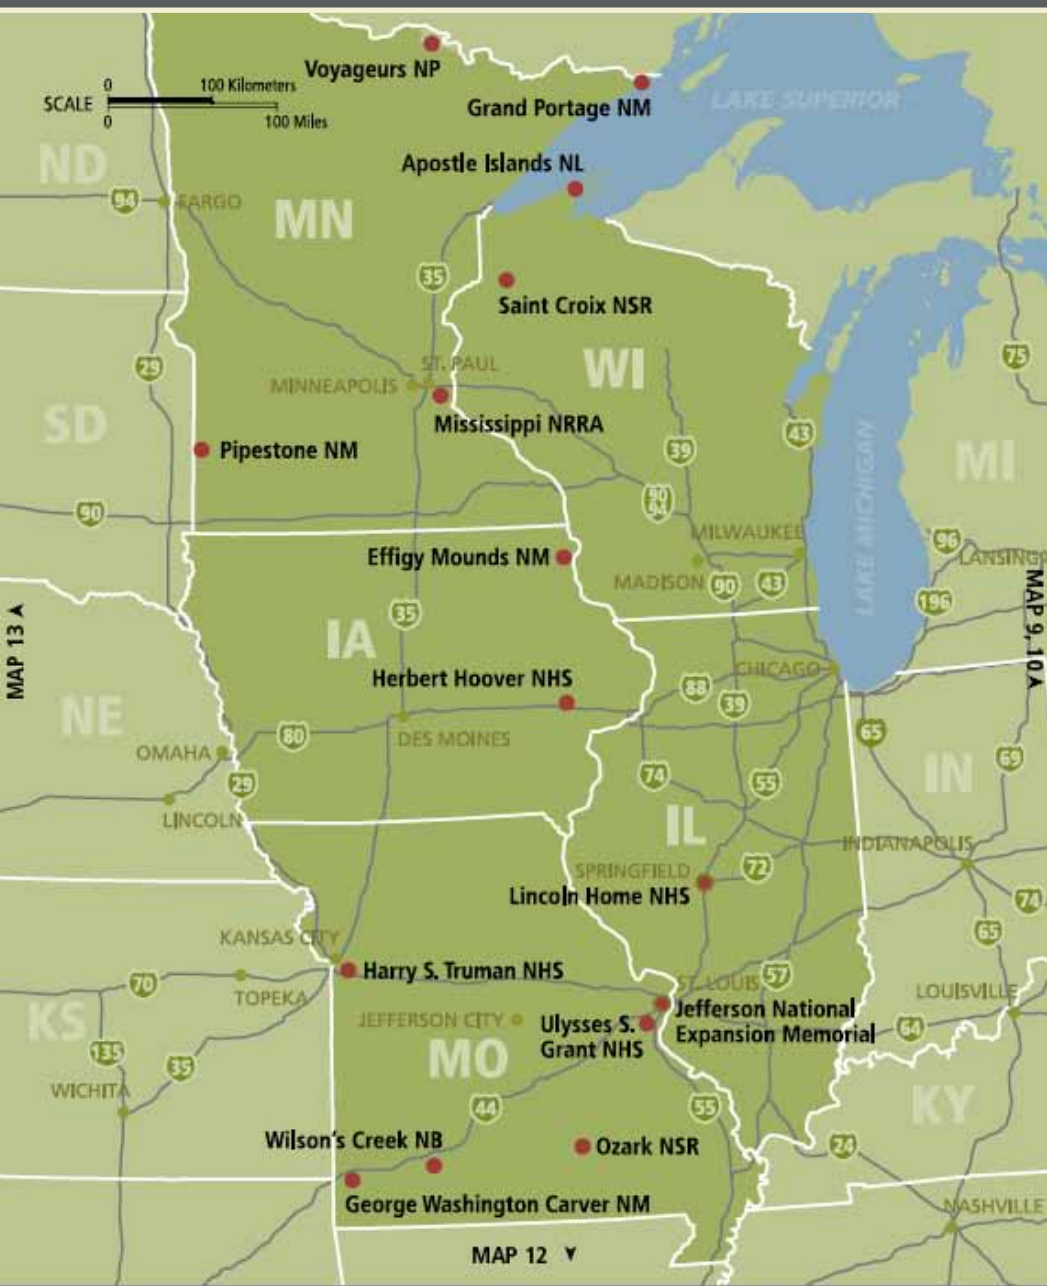 Voyageurs NP
0 100 Kilometers
SCALE
0 100 Miles
Grand Portage NM
LAKE SUPERIOR
Apostle Islands NL
ND
94
FARGO
MN
35
Saint Croix NSR
29
ST. PAUL
WI
75
MINNEAPOLIS
Mississippi NRRA
SD
Pipestone NM
39
43
LAKE MICHIGAN
MI
90
90
94
MILWAUKEE
96
LANSING
Effigy Mounds NM
MADISON
90
43
196
MAP 9, 10
35
IA
MAP 13
Herbert Hoover NHS
CHICAGO
88
39
NE
80
DES MOINES
65
OMAHA
69
29
74
55
IN
LINCOLN
IL
INDIANAPOLIS
SPRINGFIELD
72
Lincoln Home NHS
74
65
KANSAS CITY
Harry S. Truman NHS
57
70
TOPEKA
ST. LOUIS
LOUISVILLE
KS
JEFFERSON CITY
Jefferson National
Expansion Memorial
Ulysses S.
Grant NHS
64
135
35
MO
WICHITA
44
55
KY
Wilson's Creek NB
Ozark NSR
24
George Washington Carver NM
NASHVILLE
MAP 12